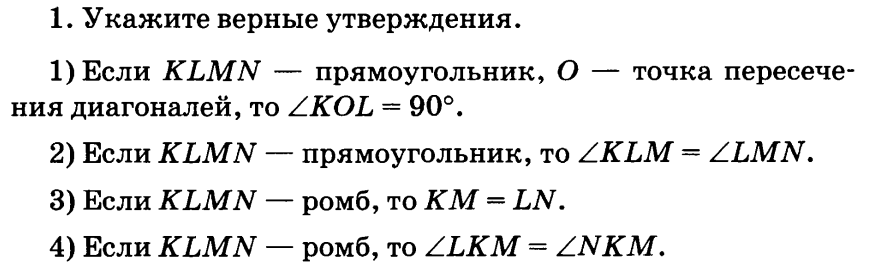 1. Укажите верные утверждения.
1) Если KLMN — прямоугольник, O — точка пересече-
ния диагоналей, то ∠KOL = 90°.
2) Если KLMN — прямоугольник, то ∠KLM = ∠LMN.
3) Если KLMN — ромб, то KM = LN.
4) Если KLMN — ромб, то ∠LKM = ∠NKM.